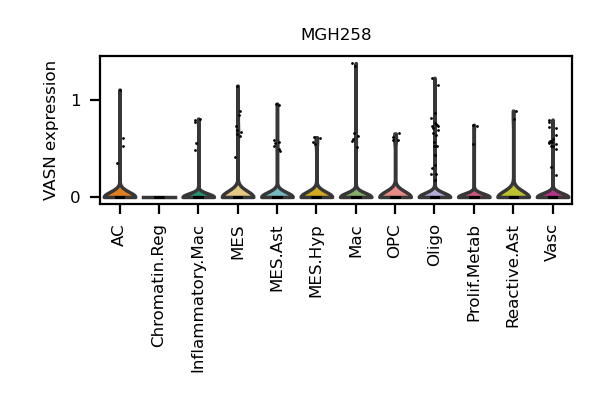 MGH258
VASN expression
1
0
AC
Chromatin.Reg
Inflammatory.Mac
MES
MES.Ast
MES.Hyp
Mac
OPC
Oligo
Prolif.Metab
Reactive.Ast
Vasc